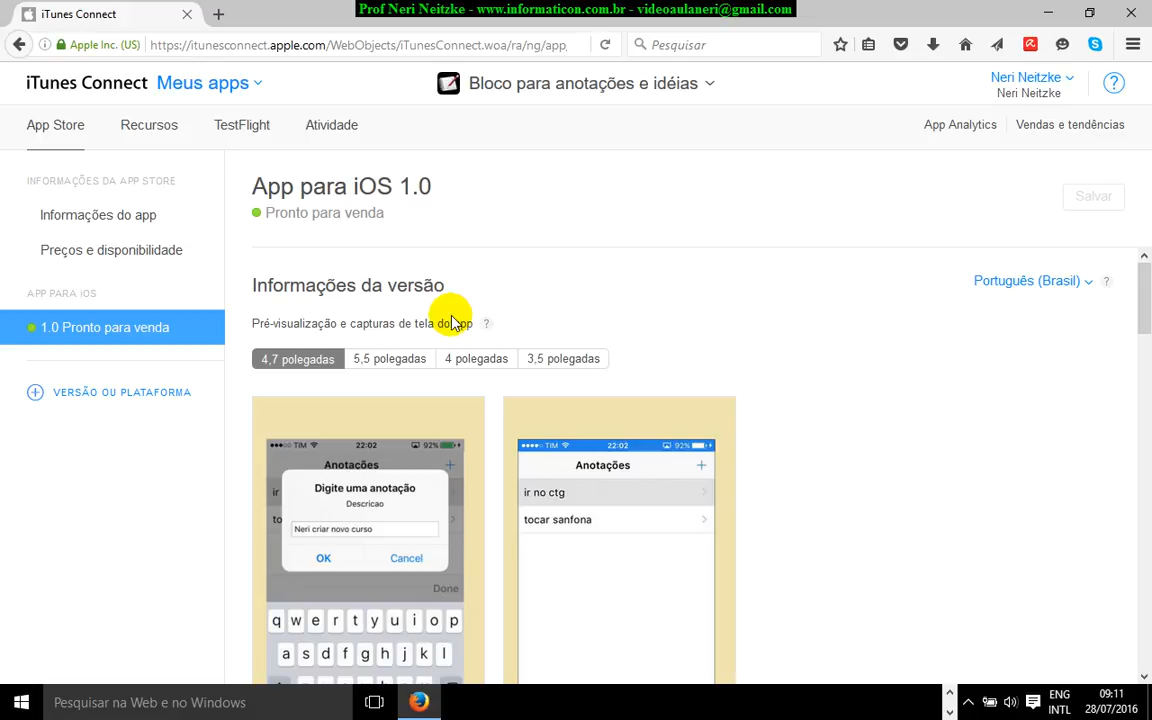 Prof Neri Neitzke - www.informaticon.com.br - videoaulaneri@gmail.com
iTunes Connect
Apple Inc. (US)
https://itunesconnect.apple.com/WebObjects/iTunesConnect.woa/ra/ng/app,
Pesquisar
iTunes Connect Meus apps
Bloco para anotações e idéias
Neri Neitzke
Neri Neitzke
?
App Store
Recursos
TestFlight
Atividade
App Analytics
Vendas e tendências
INFORMAÇÕES DA APP STORE
Informações do app
Preços e disponibilidade
APP PARA iOS
1.0 Pronto para venda
VERSÃO OU PLATAFORMA
App para iOS 1.0
Pronto para venda
Salvar
Informações da versão
Português (Brasil) ?
Pré-visualização e capturas de tela do app ?
4,7 polegadas
5,5 polegadas
4 polegadas
3,5 polegadas
TIM 22:02 92%
Anotações +
ir
to
Digite uma anotação
Descricao
Neri criar novo curso
OK Cancel
Done
q w e r t y u i o p
a s d f g h j k l
TIM 22:02 92%
Anotações +
ir no ctg
tocar sanfona
Pesquisar na Web e no Windows
ENG
INTL
09:11
28/07/2016